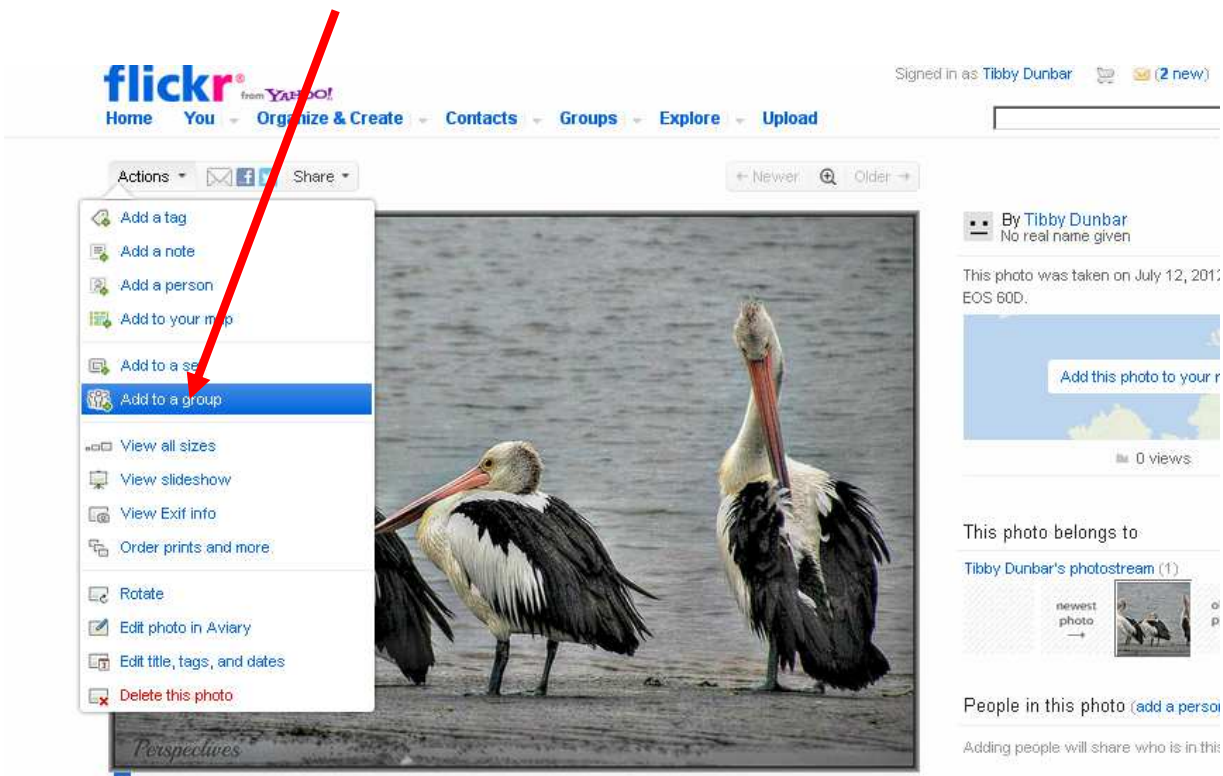 flickr® from YAHOO!
Signed in as Tibby Dunbar (2 new)
Home You Organize & Create Contacts Groups Explore Upload
Actions Share
← Newer Older →
Add a tag
Add a note
Add a person
Add to your map
Add to a se
Add to a group
View all sizes
View slideshow
View Exif info
Order prints and more
Rotate
Edit photo in Aviary
Edit title, tags, and dates
Delete this photo
Perspectives
By Tibby Dunbar
No real name given
This photo was taken on July 12, 2012
EOS 60D.
Add this photo to your
0 views
This photo belongs to
Tibby Dunbar's photostream (1)
newest
photo
→
People in this photo (add a person
Adding people will share who is in this